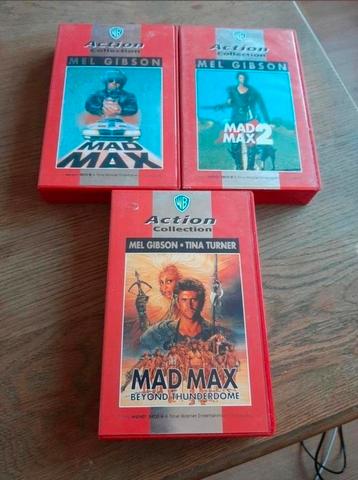 WB
Action
Collection
MEL GIBSON
MAD
MAX
WB
Action
Collection
MEL GIBSON
MAD
MAX 2
WB
Action
Collection
MEL GIBSON • TINA TURNER
MAD MAX
BEYOND THUNDERDOME